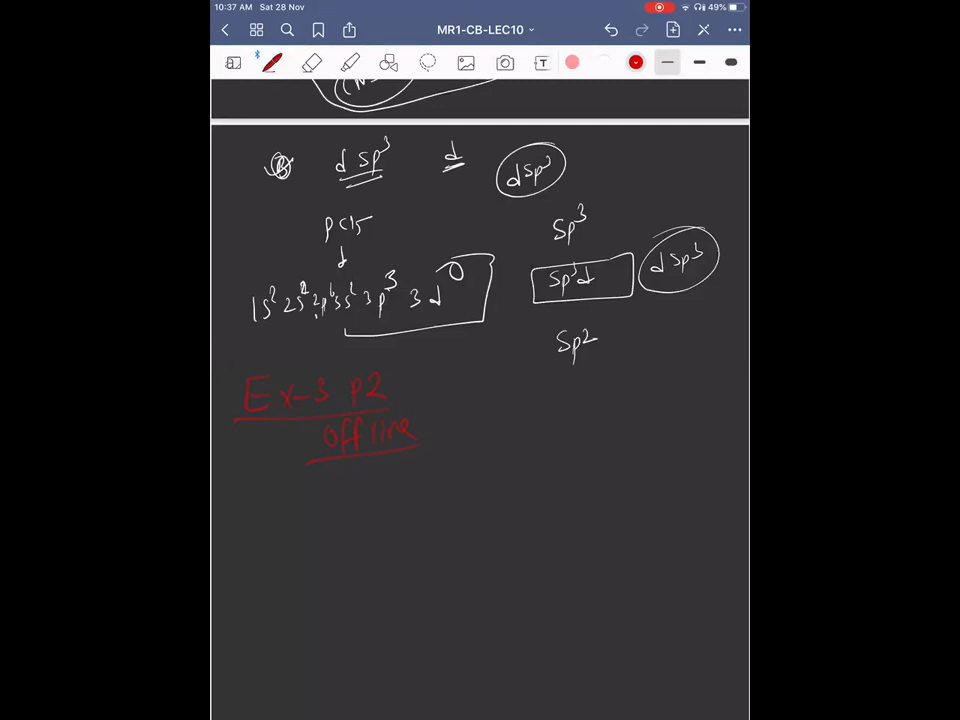 10:37 AM Sat 28 Nov
49%
MR1-CB-LEC10
T
(N
dsp³ d dsp³
PCl5
sp³
sp³d dsp³
1s² 2s² 2p⁶ 3s² 3p³ 3d⁰
sp2
Ex-3 p2
offline